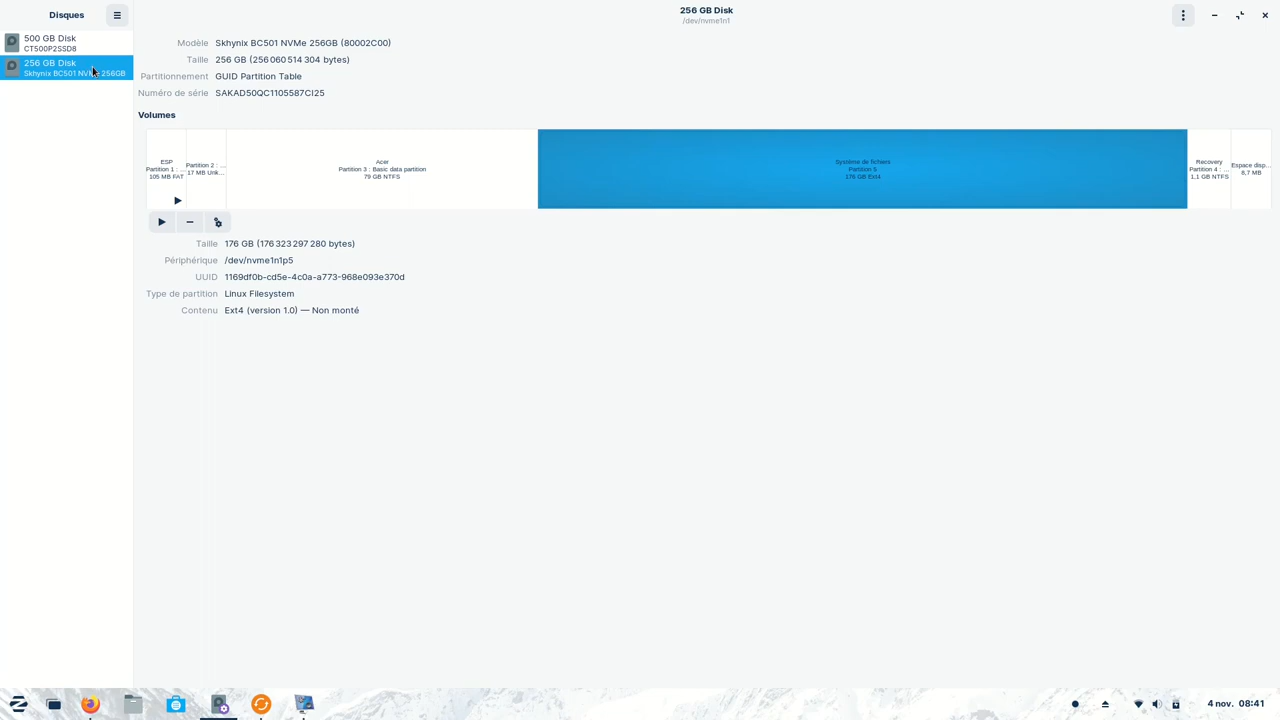 Disques
256 GB Disk
/dev/nvme1n1
500 GB Disk
CT500P2SSD8
256 GB Disk
Skhynix BC501 NVMe 256GB
Modèle Skhynix BC501 NVMe 256GB (80002C00)
Taille 256 GB (256 060 514 304 bytes)
Partitionnement GUID Partition Table
Numéro de série SAKAD50QC1105587CI25
Volumes
ESP
Partition 1 : …
105 MB FAT
Partition 2 : …
17 MB Unk…
Acer
Partition 3 : Basic data partition
79 GB NTFS
Système de fichiers
Partition 5
176 GB Ext4
Recovery
Partition 4 : …
1,1 GB NTFS
Espace disp…
8,7 MB
Taille 176 GB (176 323 297 280 bytes)
Périphérique /dev/nvme1n1p5
UUID 1169df0b-cd5e-4c0a-a773-968e093e370d
Type de partition Linux Filesystem
Contenu Ext4 (version 1.0) — Non monté
4 nov. 08:41